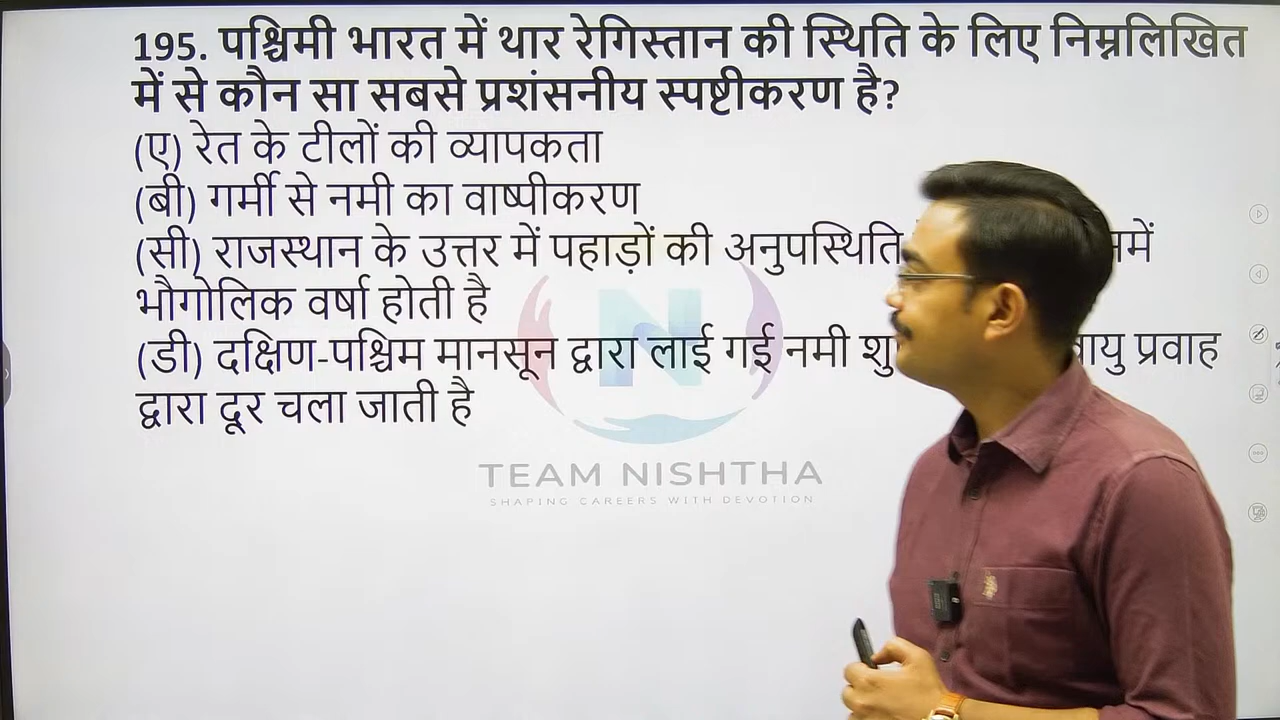 195. पश्चिमी भारत में थार रेगिस्तान की स्थिति के लिए निम्नलिखित
में से कौन सा सबसे प्रशंसनीय स्पष्टीकरण है?
(ए) रेत के टीलों की व्यापकता
(बी) गर्मी से नमी का वाष्पीकरण
(सी) राजस्थान के उत्तर में पहाड़ों की अनुपस्थिति
भौगोलिक वर्षा होती है
(डी) दक्षिण-पश्चिम मानसून द्वारा लाई गई नमी प्रवाह
द्वारा दूर चला जाती है
TEAM NISHTHA
SHAPING CAREERS WITH DEVOTION